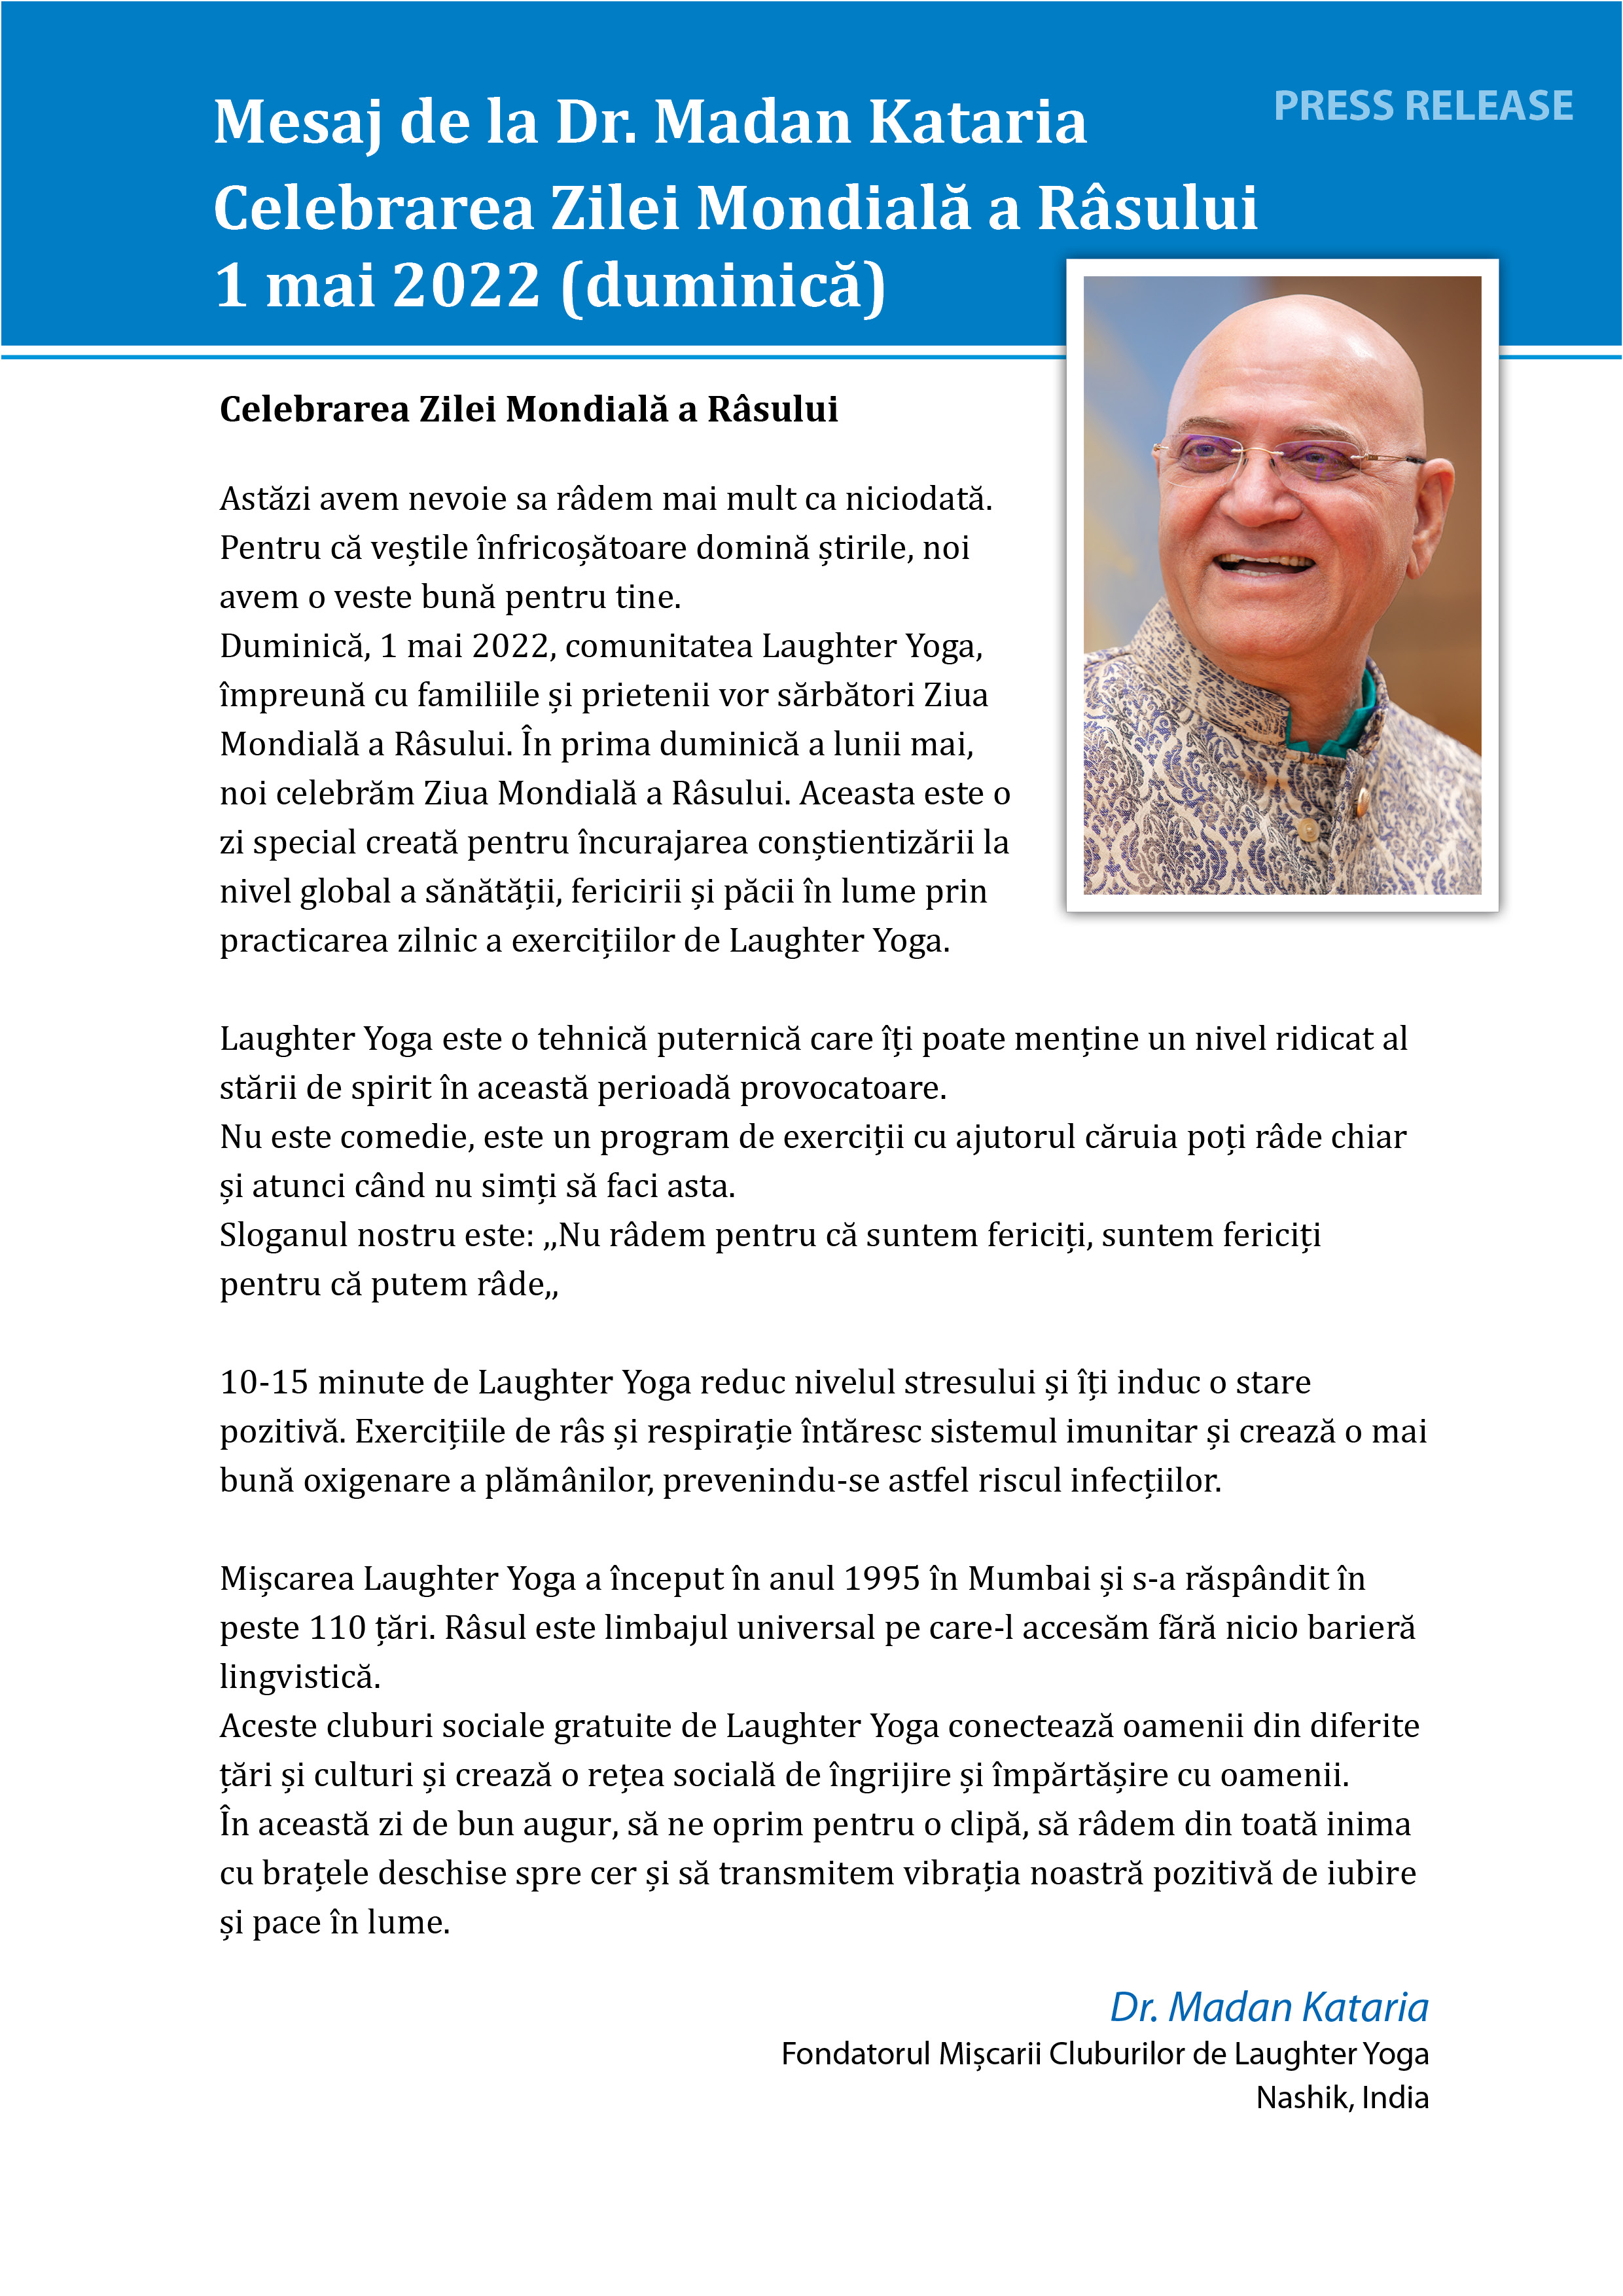 PRESS RELEASE
Mesaj de la Dr. Madan Kataria
Celebrarea Zilei Mondială a Râsului
1 mai 2022 (duminică)
Celebrarea Zilei Mondială a Râsului
Astăzi avem nevoie sa râdem mai mult ca niciodată.
Pentru că veștile înfricoșătoare domină știrile, noi
avem o veste bună pentru tine.
Duminică, 1 mai 2022, comunitatea Laughter Yoga,
împreună cu familiile și prietenii vor sărbători Ziua
Mondială a Râsului. În prima duminică a lunii mai,
noi celebrăm Ziua Mondială a Râsului. Aceasta este o
zi special creată pentru încurajarea conștientizării la
nivel global a sănătății, fericirii și păcii în lume prin
practicarea zilnic a exercițiilor de Laughter Yoga.
Laughter Yoga este o tehnică puternică care îți poate menține un nivel ridicat al
stării de spirit în această perioadă provocatoare.
Nu este comedie, este un program de exerciții cu ajutorul căruia poți râde chiar
și atunci când nu simți să faci asta.
Sloganul nostru este: ,,Nu râdem pentru că suntem fericiți, suntem fericiți
pentru că putem râde,,
10-15 minute de Laughter Yoga reduc nivelul stresului și îți induc o stare
pozitivă. Exercițiile de râs și respirație întăresc sistemul imunitar și crează o mai
bună oxigenare a plămânilor, prevenindu-se astfel riscul infecțiilor.
Mișcarea Laughter Yoga a început în anul 1995 în Mumbai și s-a răspândit în
peste 110 țări. Râsul este limbajul universal pe care-l accesăm fără nicio barieră
lingvistică.
Aceste cluburi sociale gratuite de Laughter Yoga conectează oamenii din diferite
țări și culturi și crează o rețea socială de îngrijire și împărtășire cu oamenii.
În această zi de bun augur, să ne oprim pentru o clipă, să râdem din toată inima
cu brațele deschise spre cer și să transmitem vibrația noastră pozitivă de iubire
și pace în lume.
Dr. Madan Kataria
Fondatorul Mișcarii Cluburilor de Laughter Yoga
Nashik, India